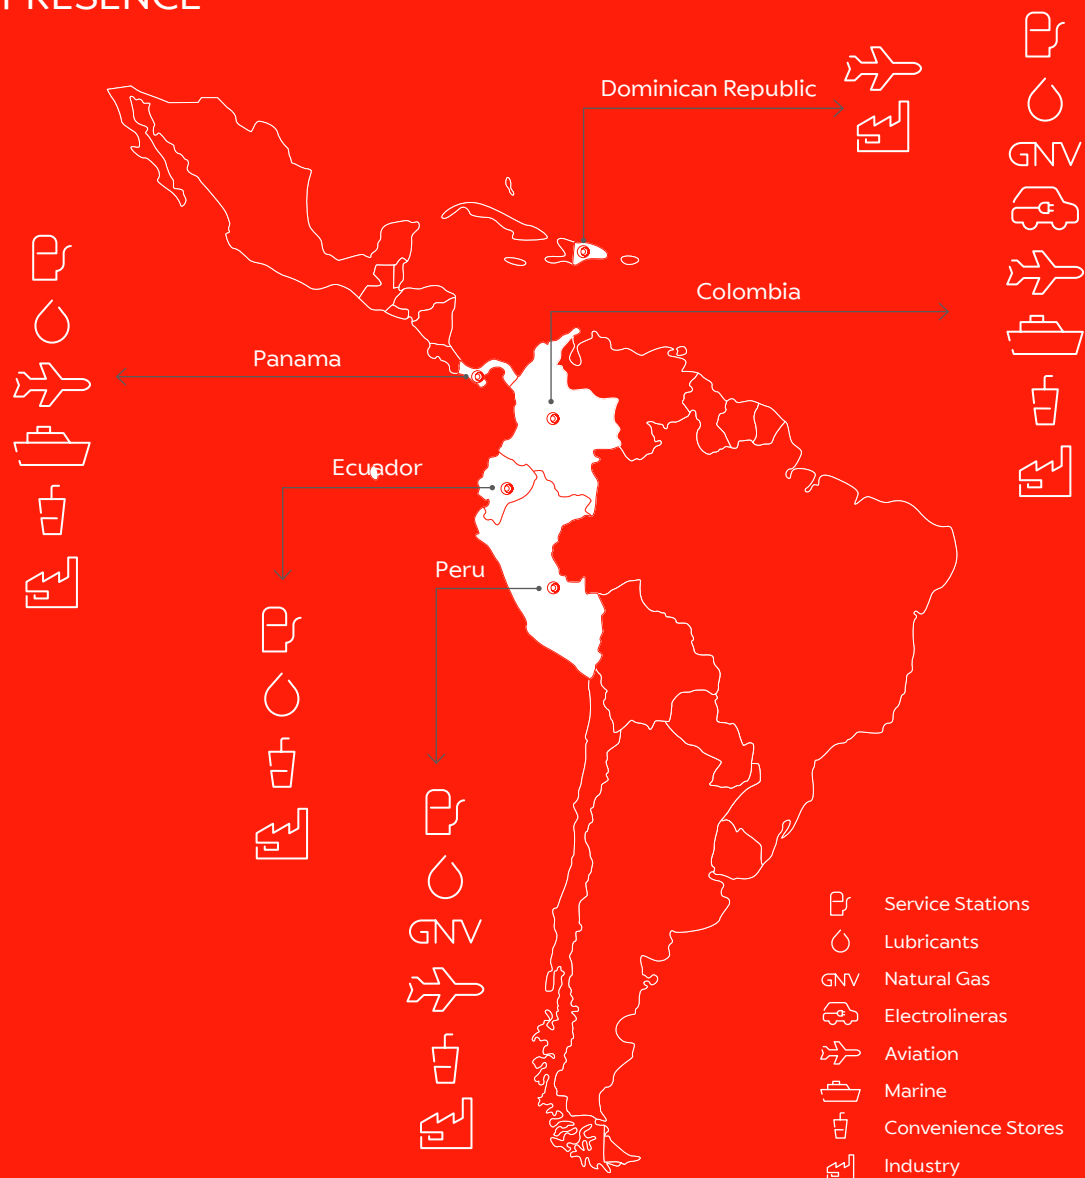 PRESENCE
Dominican Republic
GNV
Colombia
Panama
Ecuador
Peru
GNV
Service Stations
Lubricants
GNV Natural Gas
Electrolineras
Aviation
Marine
Convenience Stores
Industry